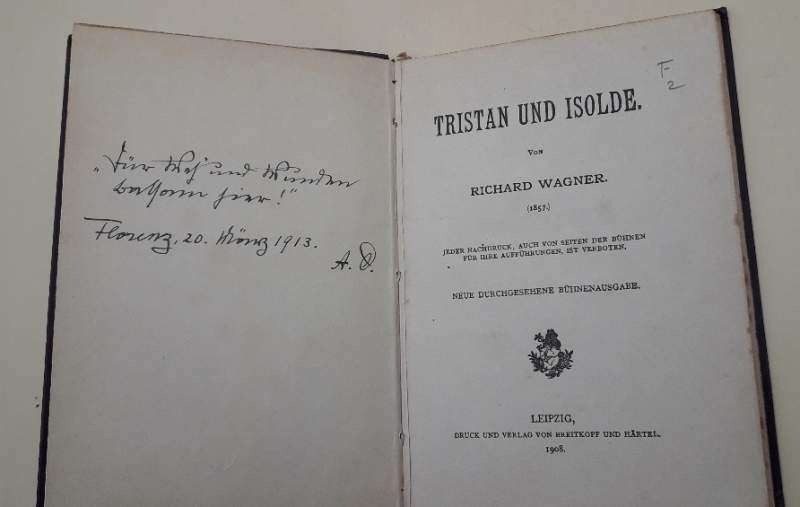 „Für Weh und Wunden
Balsam hier!"
Florenz, 20. März 1913.
A. D.
F
2
TRISTAN UND ISOLDE.
VON
RICHARD WAGNER.
(1857.)
JEDER NACHDRUCK, AUCH VON SEITEN DER BÜHNEN
FÜR IHRE AUFFÜHRUNGEN, IST VERBOTEN.
NEUE DURCHGESEHENE BÜHNENAUSGABE.
LEIPZIG,
DRUCK UND VERLAG VON BREITKOPF UND HÄRTEL.
1908.